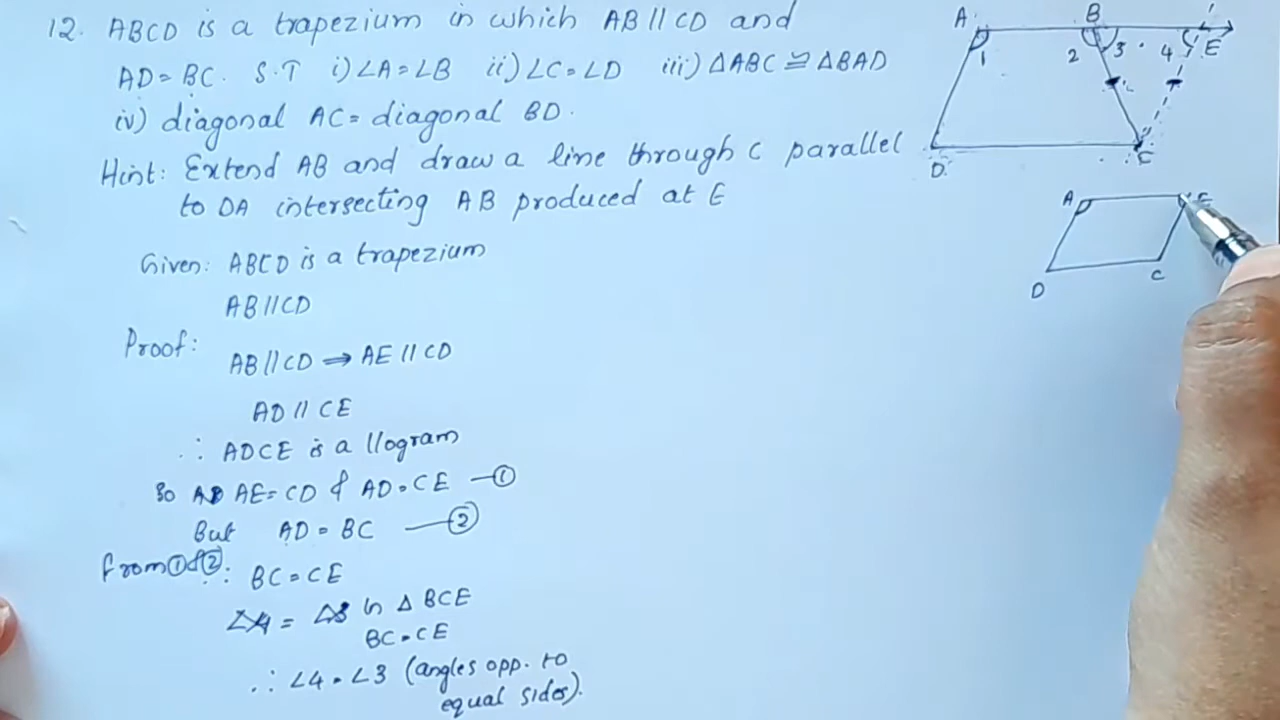 12. ABCD is a trapezium in which AB // CD and
AD = BC. S.T i) ∠A = ∠B ii) ∠C = ∠D iii) △ABC ≅ △BAD
iv) diagonal AC = diagonal BD.
Hint: Extend AB and draw a line through C parallel
to DA intersecting AB produced at E
Given: ABCD is a trapezium
AB // CD
Proof:
AB // CD ⇒ AE // CD
AD // CE
∴ ADCE is a llogram
So AE = CD & AD = CE —①
But AD = BC —②
from ① & ②:
BC = CE
In △ BCE
BC = CE
∴ ∠4 = ∠3 (angles opp. to
equal sides).
A B E
1 2 3 4
D C
A E
D C